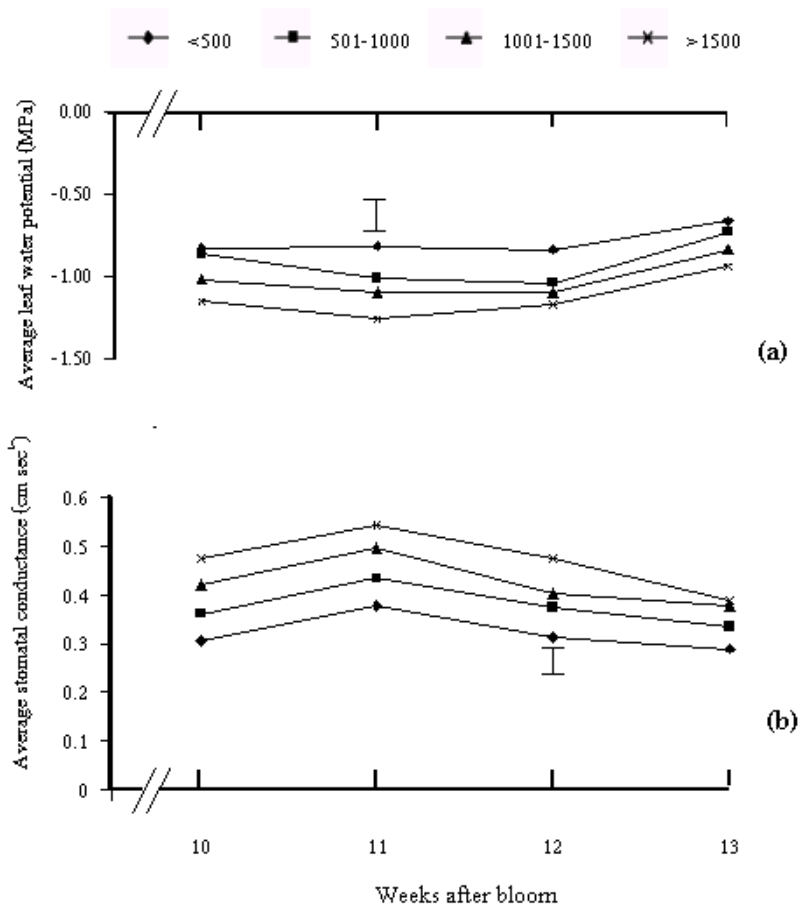 <500 501-1000 1001-1500 >1500
0.00
-0.50
-1.00
-1.50
Average leaf water potential (MPa)
(a)
0.6
0.5
0.4
0.3
0.2
0.1
0
Average stomatal conductance (cm sec¹)
(b)
10 11 12 13
Weeks after bloom